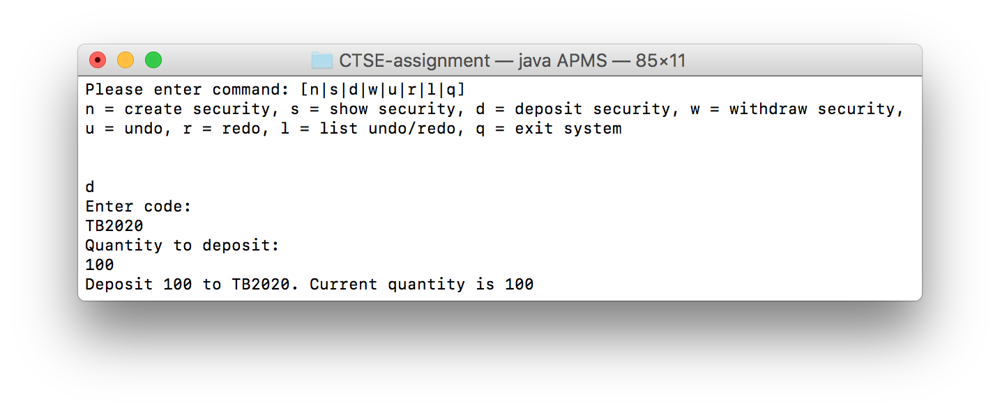 CTSE-assignment — java APMS — 85×11
Please enter command: [n|s|d|w|u|r|l|q]
n = create security, s = show security, d = deposit security, w = withdraw security,
u = undo, r = redo, l = list undo/redo, q = exit system
d
Enter code:
TB2020
Quantity to deposit:
100
Deposit 100 to TB2020. Current quantity is 100